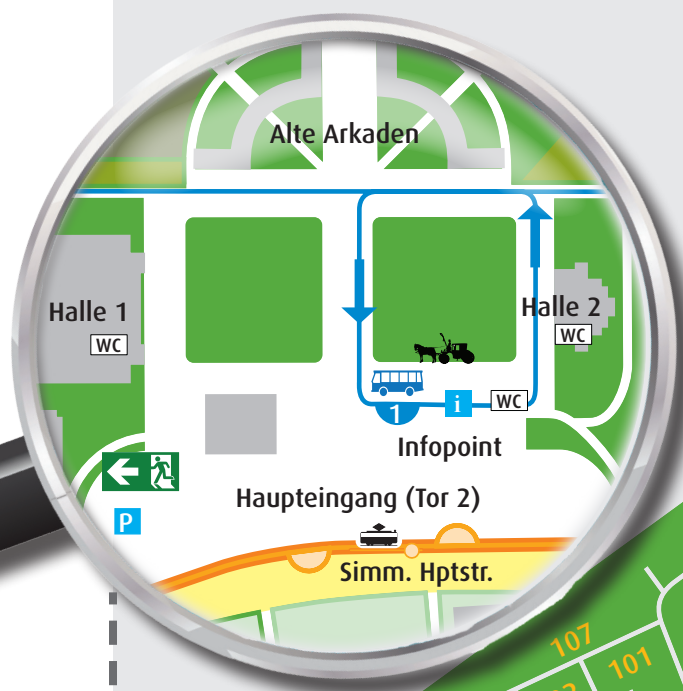 Alte Arkaden
Halle 1
WC
Halle 2
WC
1
i
WC
Infopoint
Haupteingang (Tor 2)
P
Simm. Hptstr.
107
101